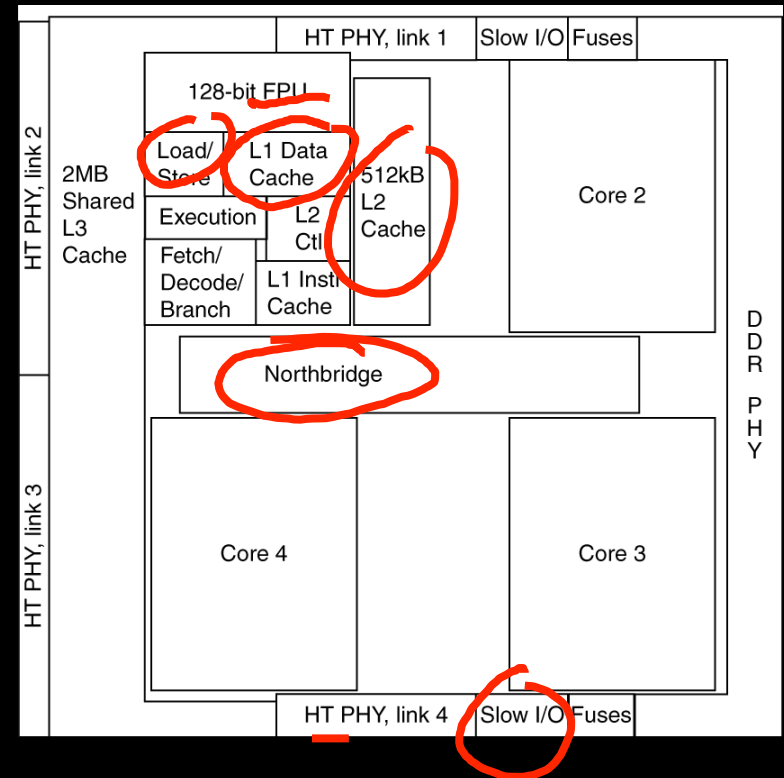 HT PHY, link 1
Slow I/O
Fuses
HT PHY, link 2
2MB
Shared
L3
Cache
128-bit FPU
Load/
Store
L1 Data
Cache
Execution
L2
Ctl
Fetch/
Decode/
Branch
L1 Instr
Cache
512kB
L2
Cache
Core 2
Northbridge
DDR PHY
HT PHY, link 3
Core 4
Core 3
HT PHY, link 4
Slow I/O
Fuses